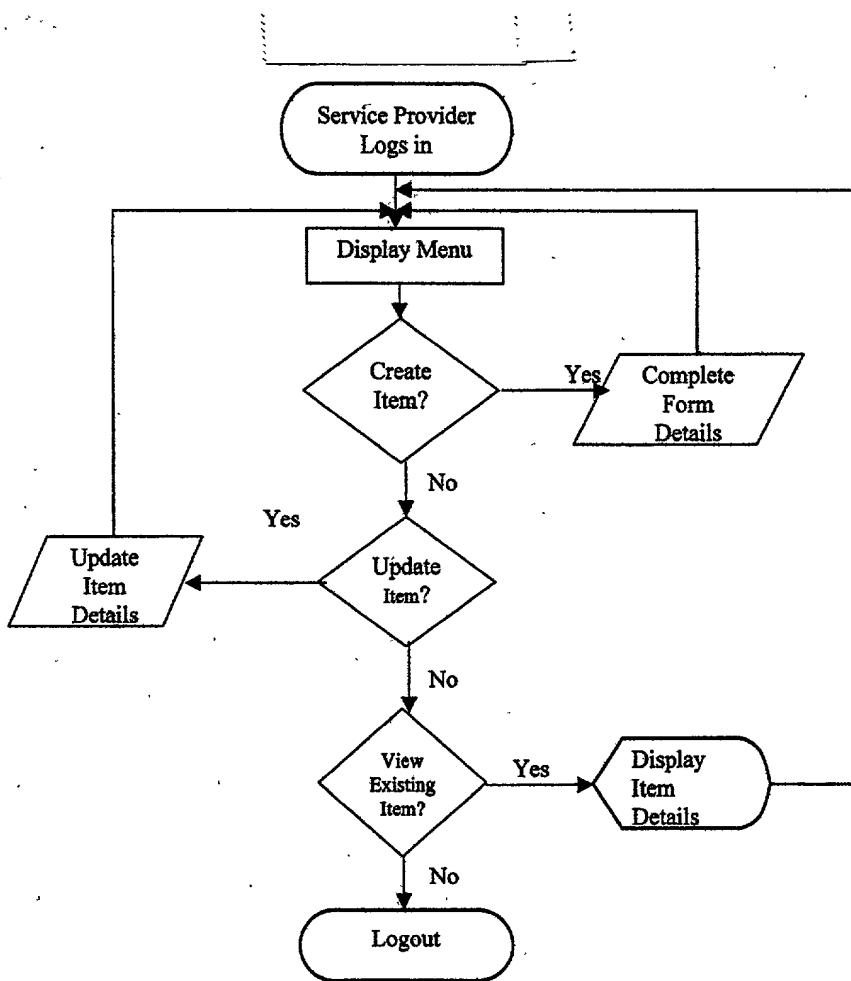 Service Provider
Logs in
Display Menu
Create
Item?
Yes
Complete
Form
Details
No
Yes
Update
Item
Details
Update
Item?
No
View
Existing
Item?
Yes
Display
Item
Details
No
Logout